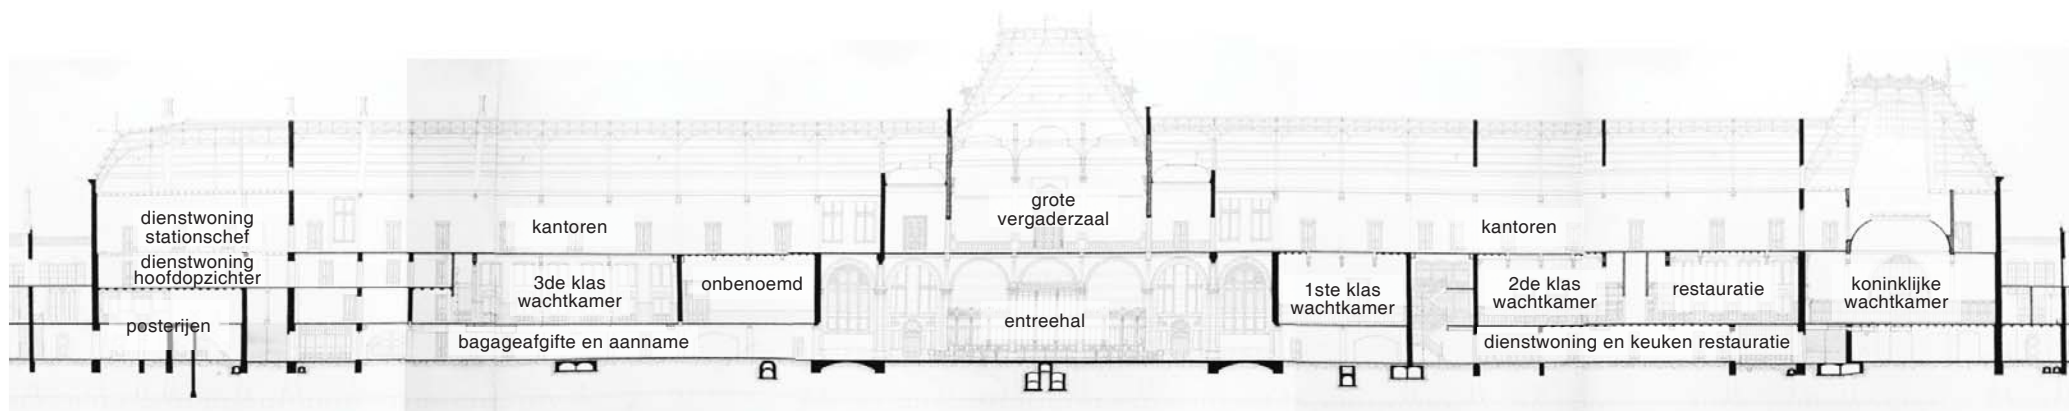 dienstwoning
stationschef
kantoren
grote
vergaderzaal
kantoren
dienstwoning
hoofdopzichter
3de klas
wachtkamer
onbenoemd
1ste klas
wachtkamer
2de klas
wachtkamer
restauratie
koninklijke
wachtkamer
posterijen
bagageafgifte en aanname
entreehal
dienstwoning en keuken restauratie